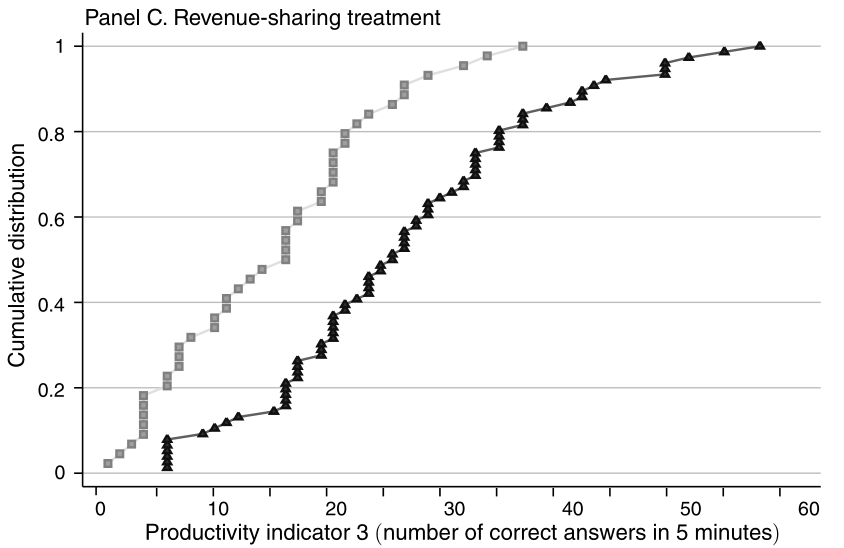 Panel C. Revenue-sharing treatment
1
0.8
0.6
0.4
0.2
0
Cumulative distribution
0 10 20 30 40 50 60
Productivity indicator 3 (number of correct answers in 5 minutes)